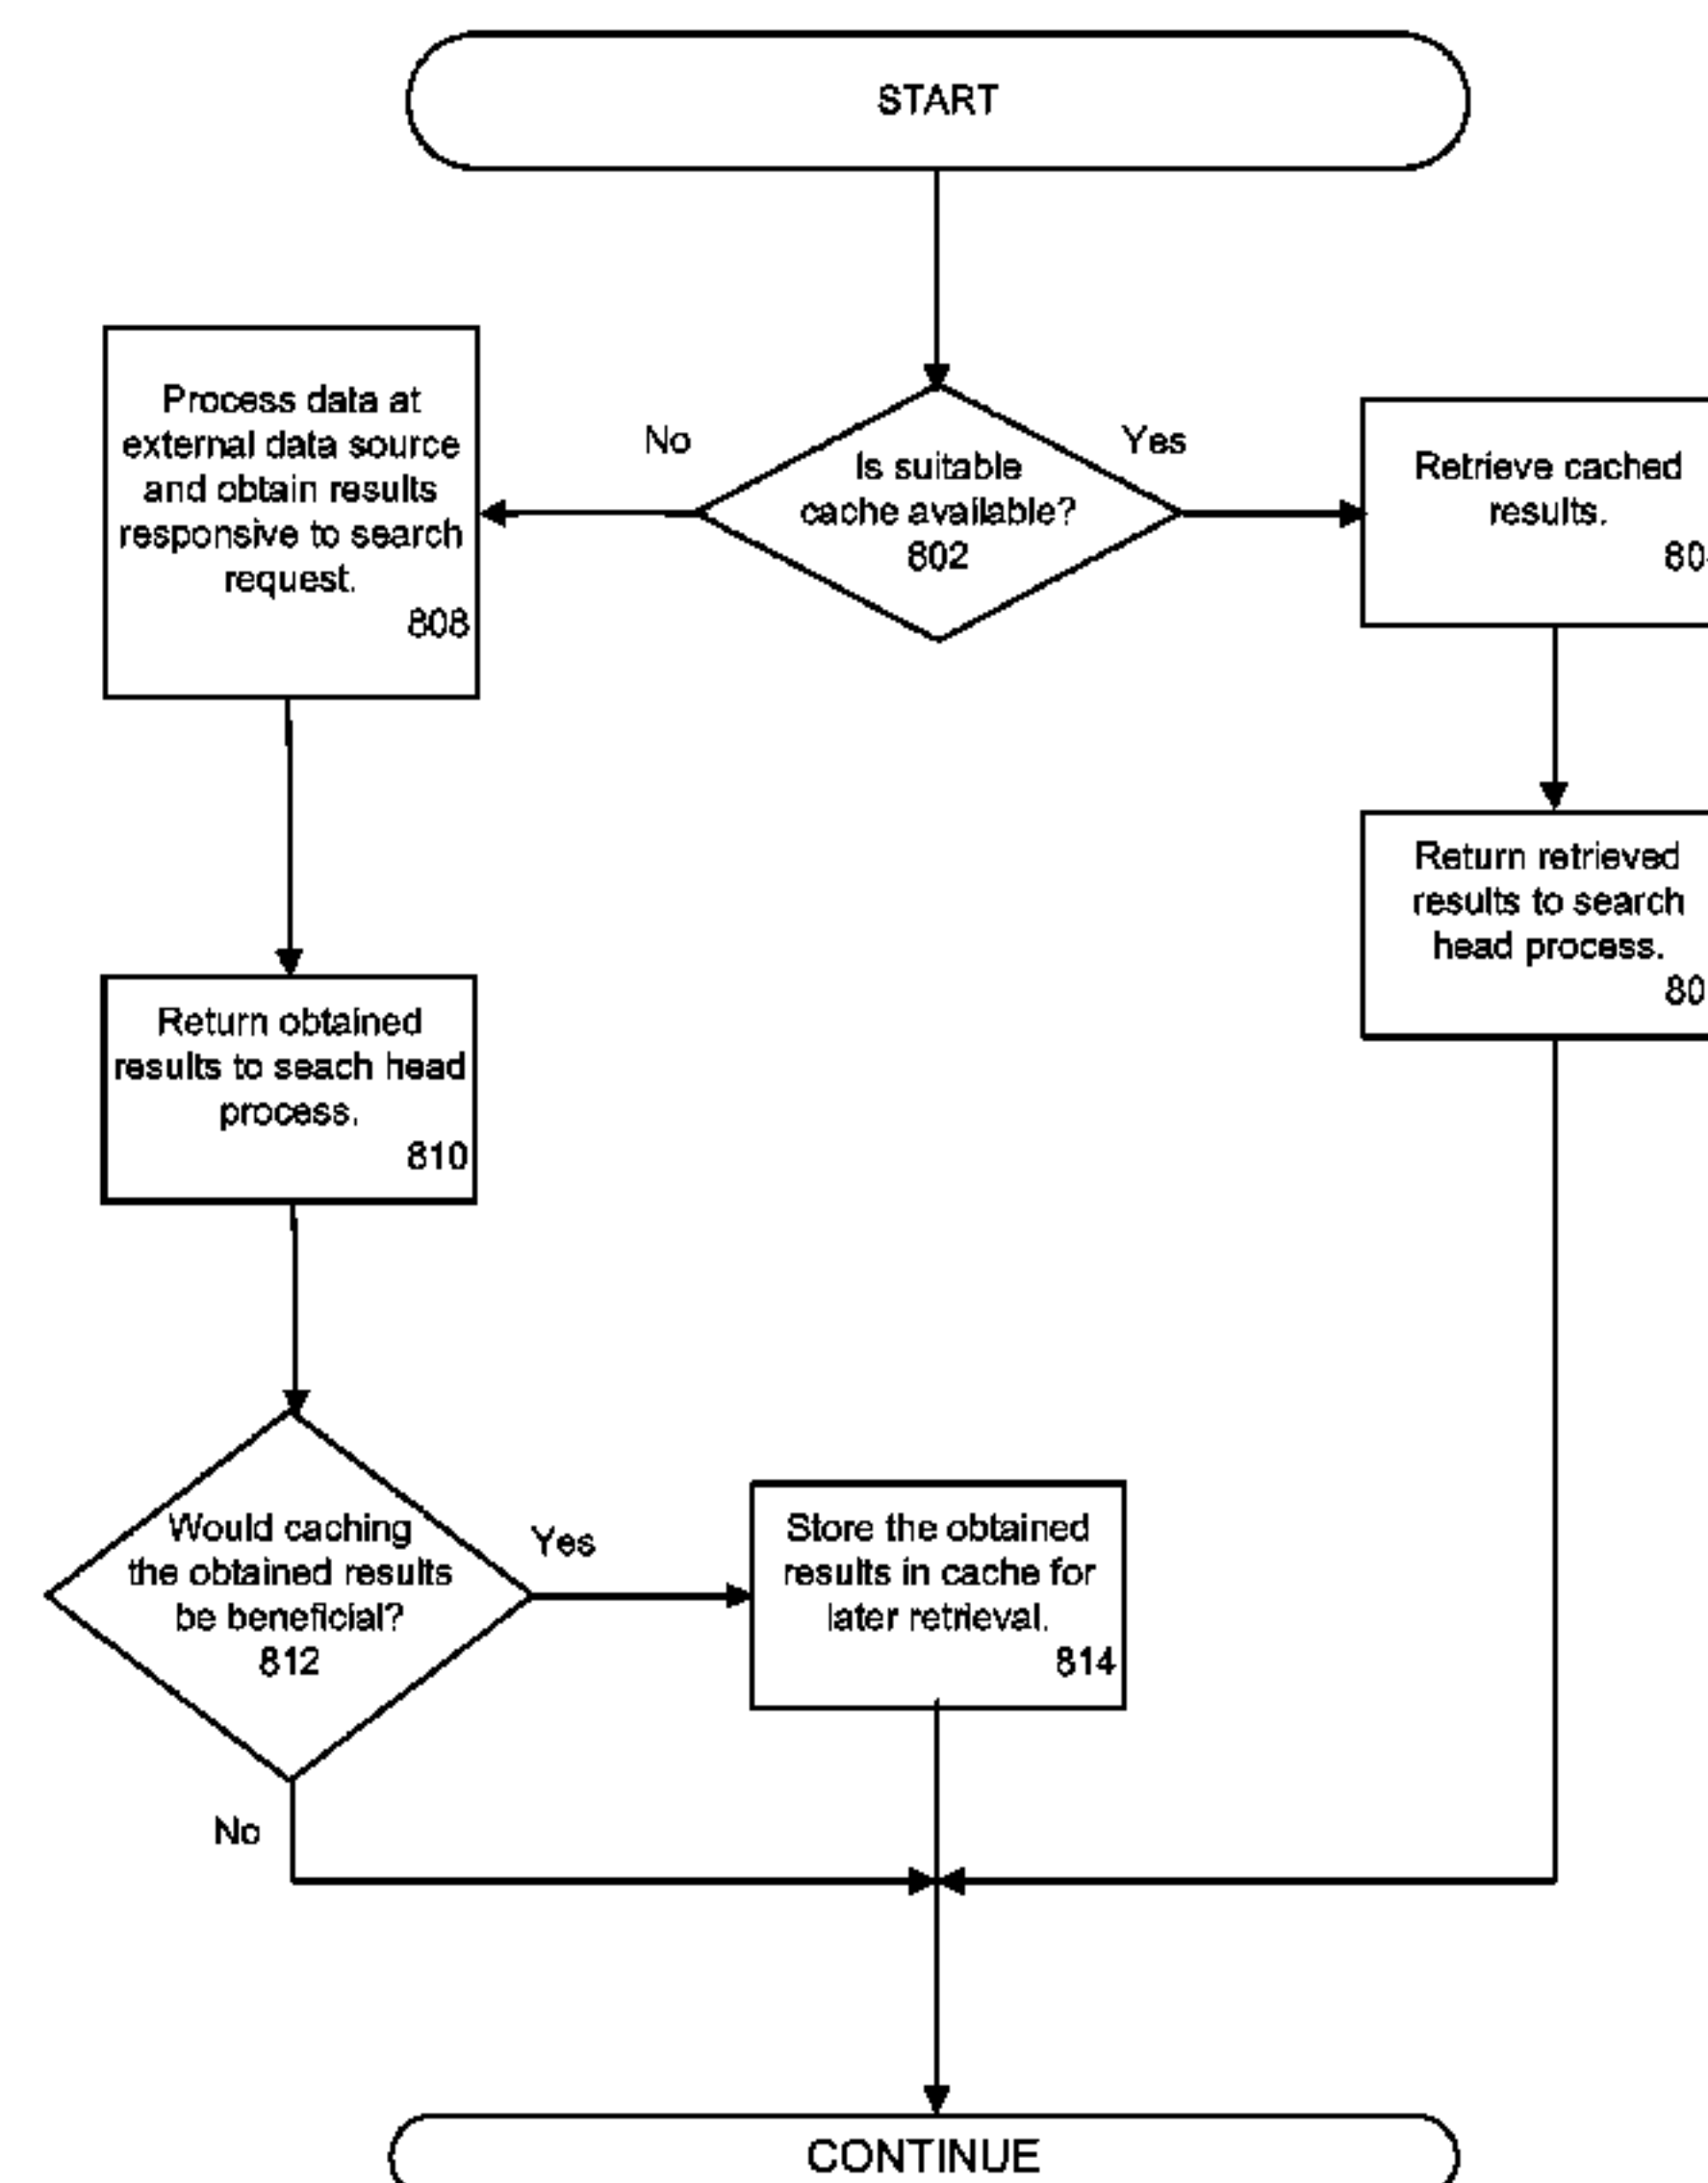 START
No
Yes
Is suitable
cache available?
802
Process data at
external data source
and obtain results
responsive to search
request.
808
Retrieve cached
results.
Return retrieved
results to search
head process.
Return obtained
results to seach head
process.
810
Would caching
the obtained results
be beneficial?
812
Yes
No
Store the obtained
results in cache for
later retrieval.
814
CONTINUE